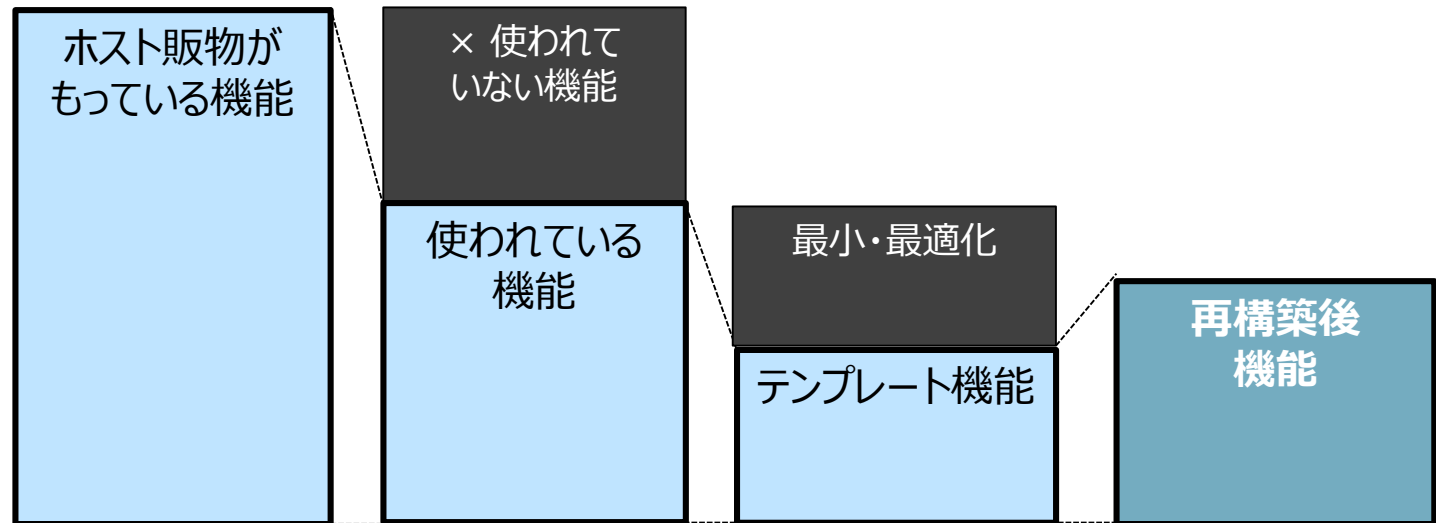 ホスト販物が
もっている機能
× 使われて
いない機能
使われている
機能
最小・最適化
テンプレート機能
再構築後
機能